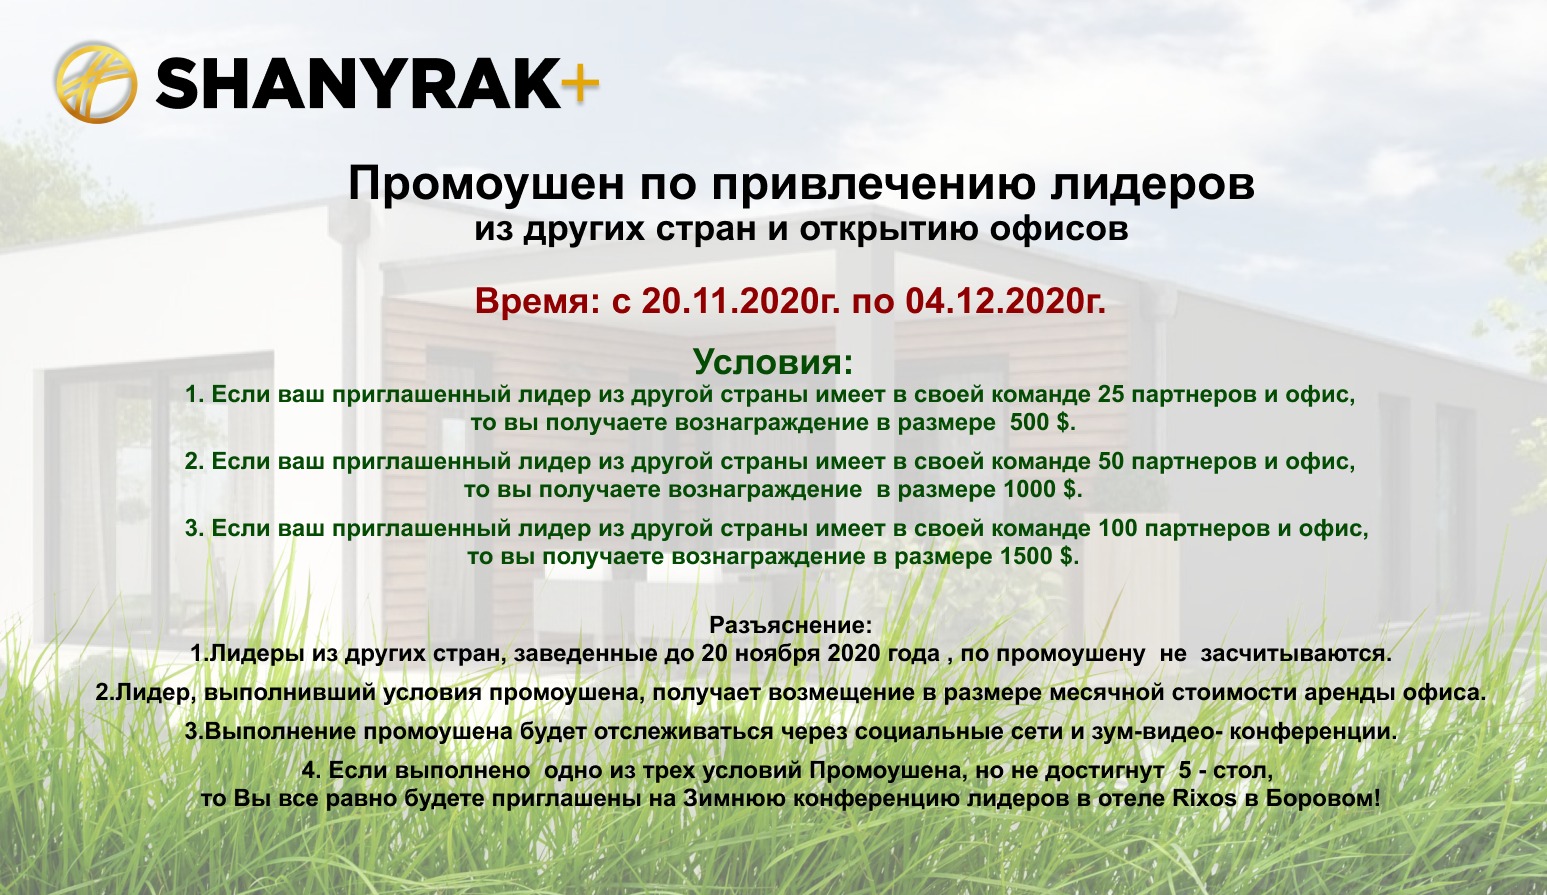 SHANYRAK+
Промоушен по привлечению лидеров
из других стран и открытию офисов
Время: с 20.11.2020г. по 04.12.2020г.
Условия:
1. Если ваш приглашенный лидер из другой страны имеет в своей команде 25 партнеров и офис,
то вы получаете вознаграждение в размере  500 $.
2. Если ваш приглашенный лидер из другой страны имеет в своей команде 50 партнеров и офис,
то вы получаете вознаграждение  в размере 1000 $.
3. Если ваш приглашенный лидер из другой страны имеет в своей команде 100 партнеров и офис,
то вы получаете вознаграждение в размере 1500 $.
Разъяснение:
1.Лидеры из других стран, заведенные до 20 ноября 2020 года , по промоушену  не  засчитываются.
2.Лидер, выполнивший условия промоушена, получает возмещение в размере месячной стоимости аренды офиса.
3.Выполнение промоушена будет отслеживаться через социальные сети и зум-видео- конференции.
4. Если выполнено  одно из трех условий Промоушена, но не достигнут  5 - стол,
то Вы все равно будете приглашены на Зимнюю конференцию лидеров в отеле Rixos в Боровом!